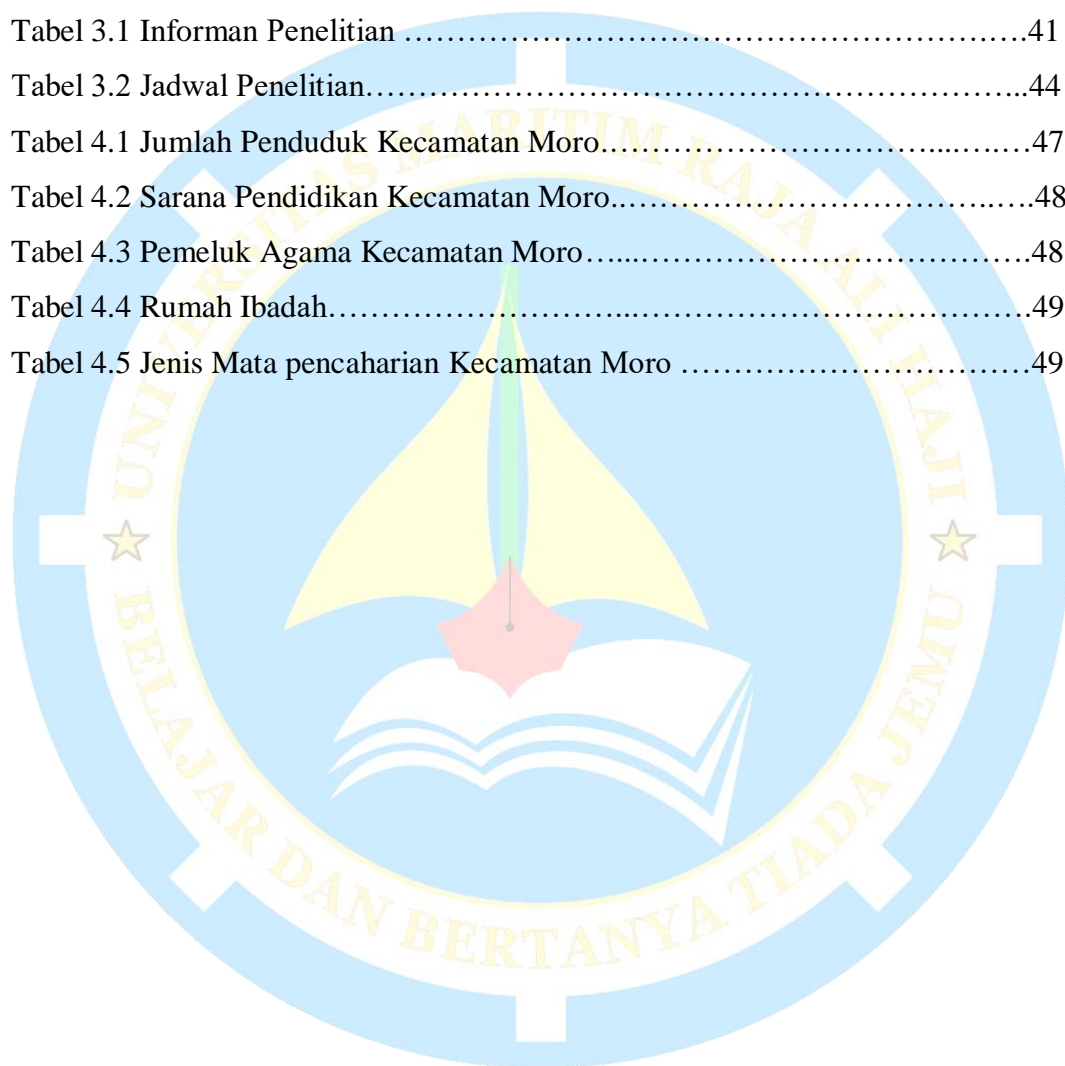 Tabel 3.1 Informan Penelitian ……………………………………………………….….41
Tabel 3.2 Jadwal Penelitian…………………………………………………………...44
Tabel 4.1 Jumlah Penduduk Kecamatan Moro.……………………………...….…47
Tabel 4.2 Sarana Pendidikan Kecamatan Moro..……………………………….….48
Tabel 4.3 Pemeluk Agama Kecamatan Moro…...………………………………….48
Tabel 4.4 Rumah Ibadah…………………………...………………………………….49
Tabel 4.5 Jenis Mata pencaharian Kecamatan Moro ……………………………49
UNIVERSITAS MARITIM RAJA ALI HAJI
BELAJAR DAN BERTANYA TIADA JEMU